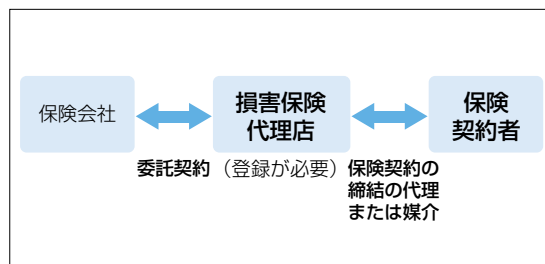 保険会社
損害保険
代理店
保険
契約者
委託契約
（登録が必要）
保険契約の
締結の代理
または媒介